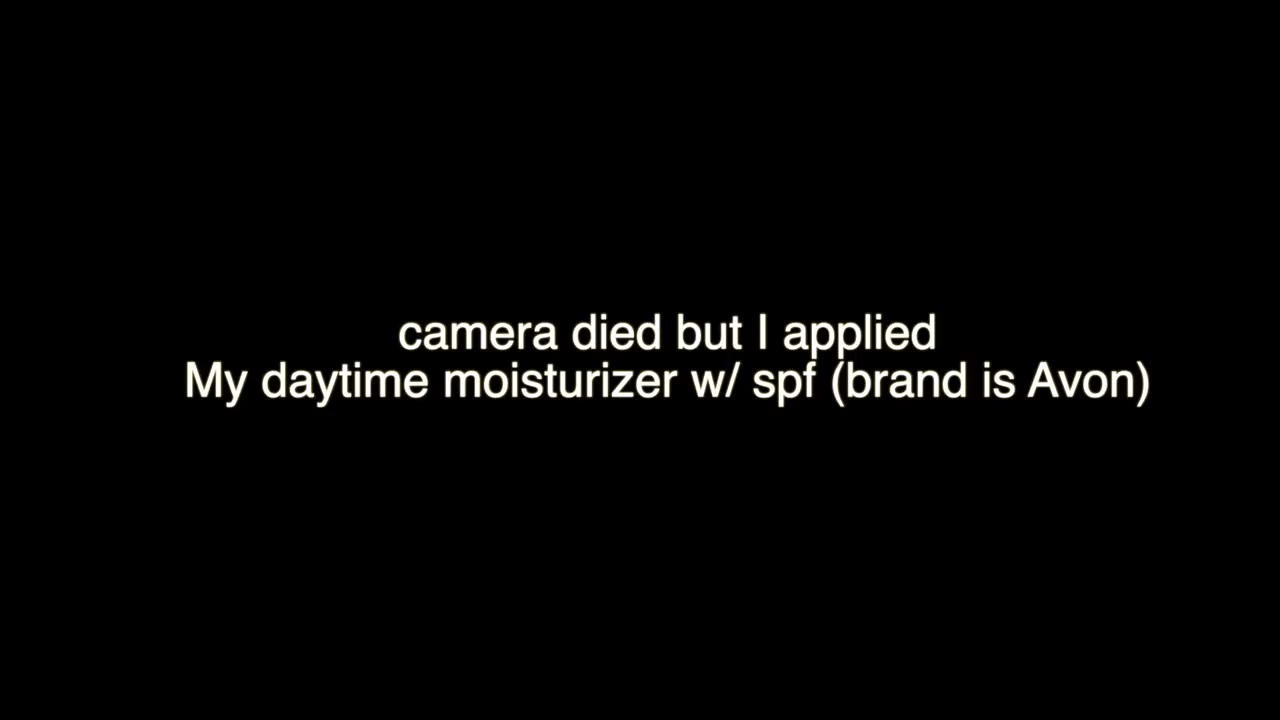 camera died but I applied
My daytime moisturizer w/ spf (brand is Avon)